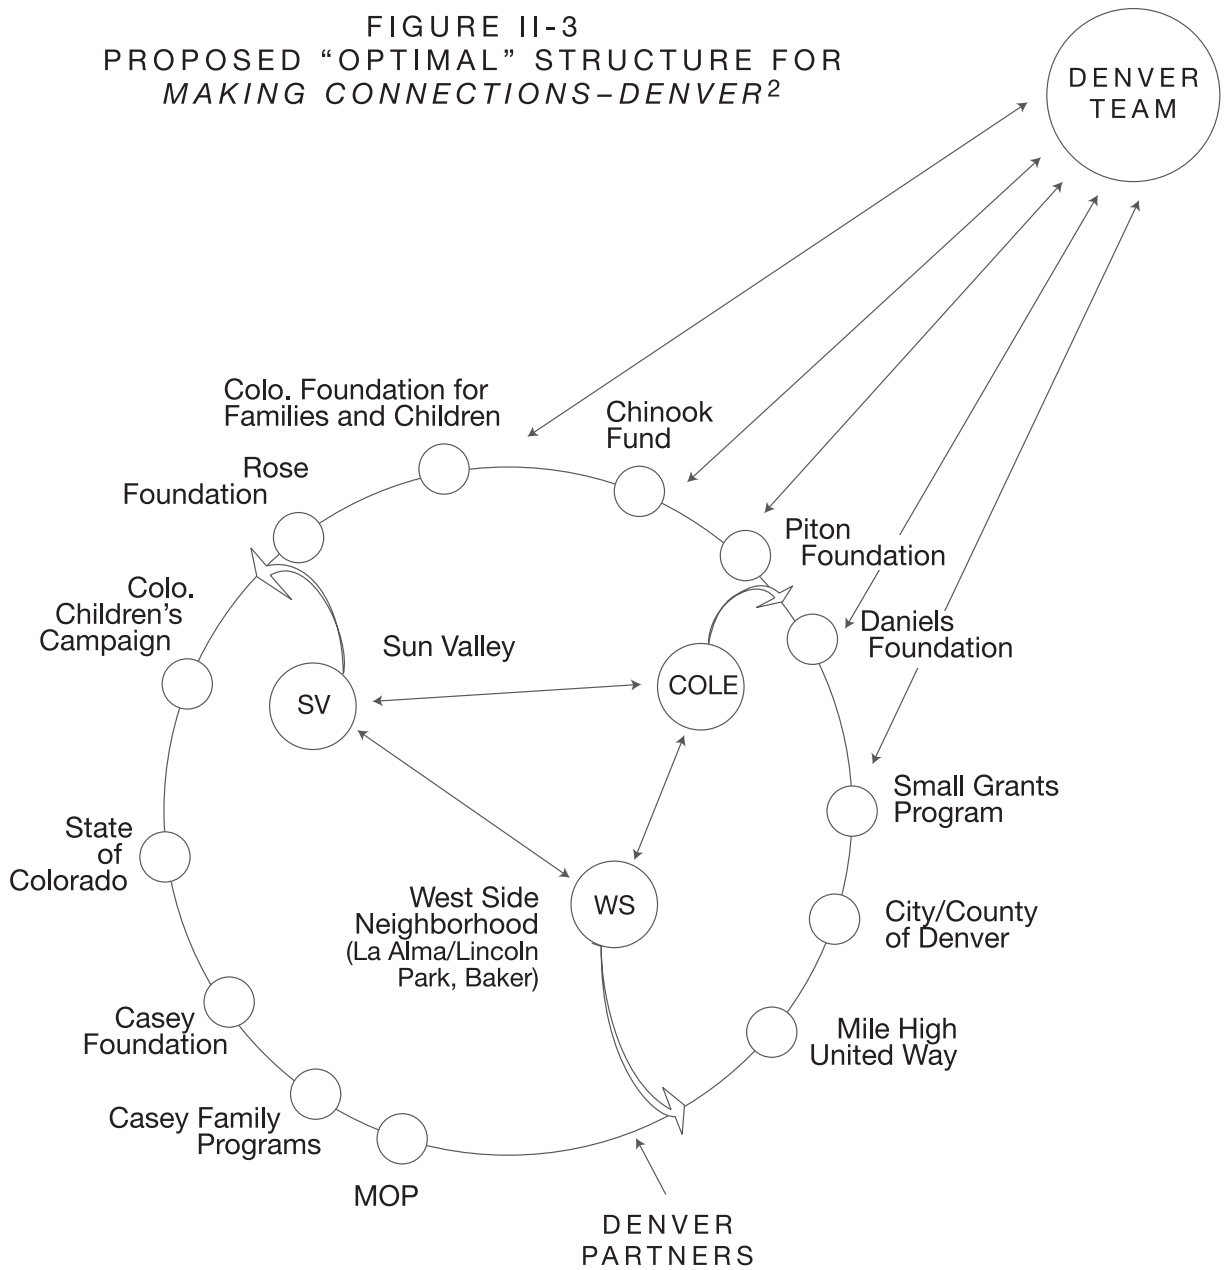 FIGURE II-3
PROPOSED “OPTIMAL” STRUCTURE FOR
MAKING CONNECTIONS–DENVER2
DENVER
TEAM
Colo. Foundation for
Families and Children
Chinook
Fund
Rose
Foundation
Piton
Foundation
Colo.
Children’s
Campaign
Daniels
Foundation
Sun Valley
SV
COLE
Small Grants
Program
State
of
Colorado
West Side
Neighborhood
(La Alma/Lincoln
Park, Baker)
WS
City/County
of Denver
Casey
Foundation
Mile High
United Way
Casey Family
Programs
MOP
DENVER
PARTNERS